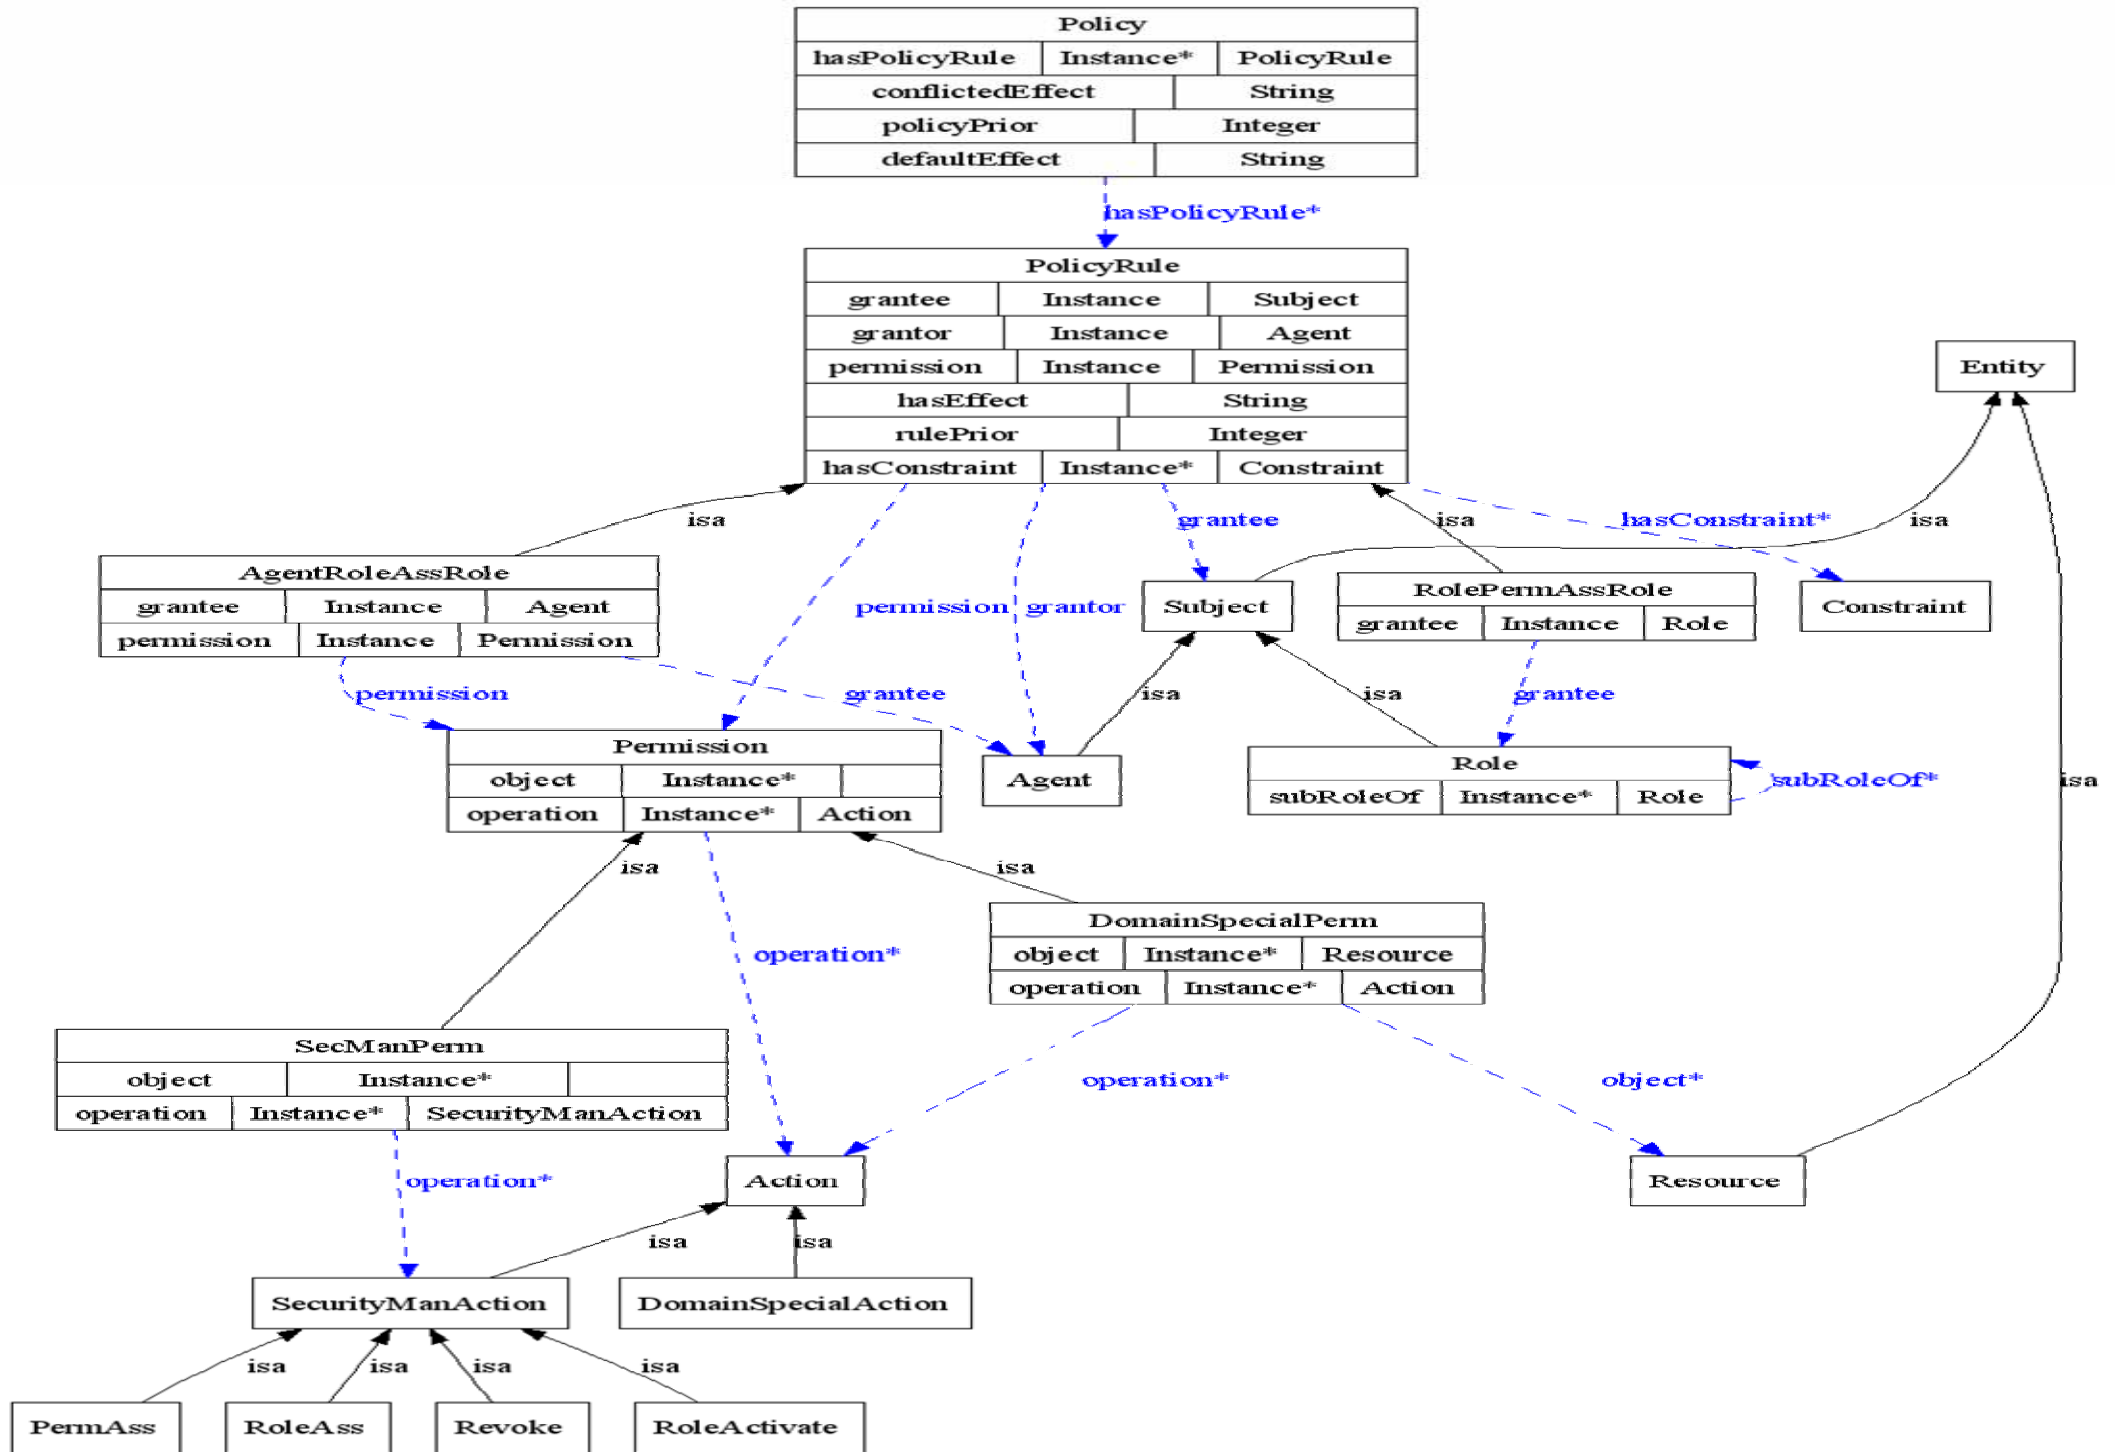 Policy
hasPolicyRule Instance* PolicyRule
conflictedEffect String
policyPrior Integer
defaultEffect String
hasPolicyRule*
PolicyRule
grantee Instance Subject
grantor Instance Agent
permission Instance Permission
hasEffect String
rulePrior Integer
hasConstraint Instance* Constraint
Entity
isa
grantee
isa
hasConstraint*
isa
AgentRoleAssRole
grantee Instance Agent
permission Instance Permission
permission
grantor
Subject
RolePermAssRole
grantee Instance Role
Constraint
permission
grantee
isa
isa
grantee
Permission
object Instance*
operation Instance* Action
Agent
Role
subRoleOf Instance* Role
subRoleOf*
isa
isa
isa
operation*
DomainSpecialPerm
object Instance* Resource
operation Instance* Action
SecManPerm
object Instance*
operation Instance* SecurityManAction
operation*
object*
operation*
Action
Resource
isa
isa
SecurityManAction
DomainSpecialAction
isa
isa
isa
isa
PermAss
RoleAss
Revoke
RoleActivate